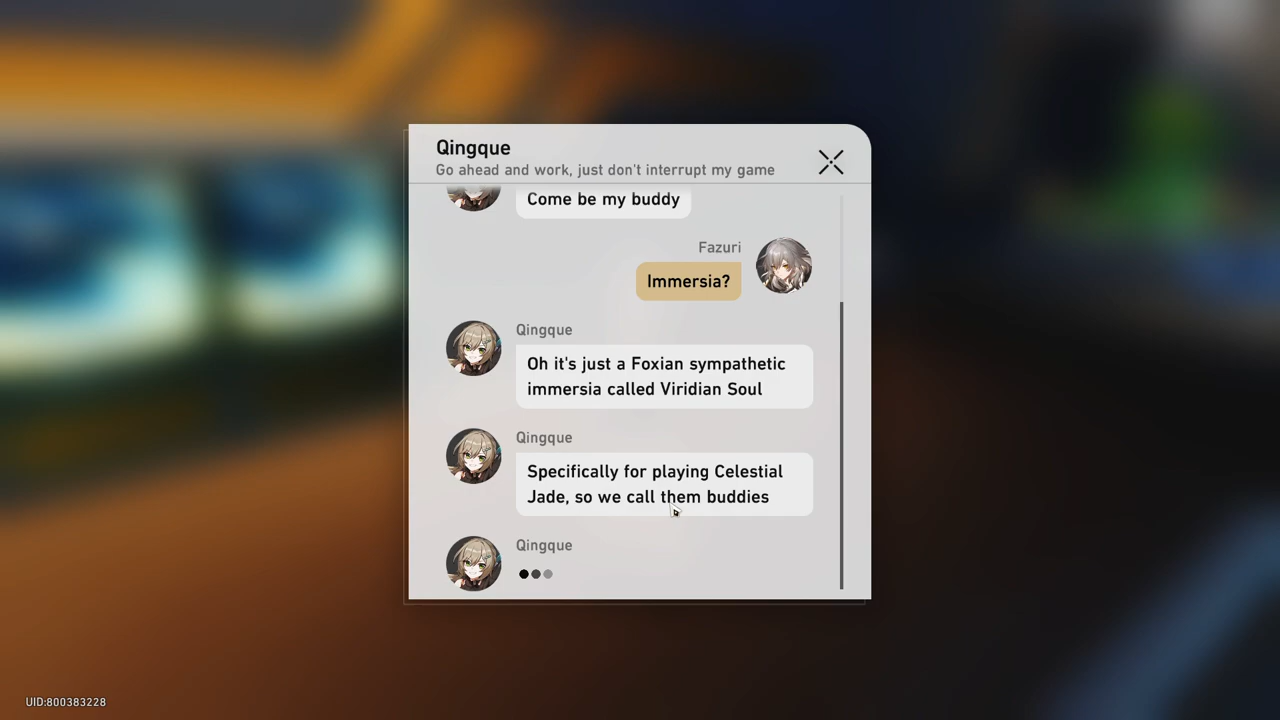 Qingque
Go ahead and work, just don't interrupt my game
Come be my buddy
Fazuri
Immersia?
Qingque
Oh it's just a Foxian sympathetic
immersia called Viridian Soul
Qingque
Specifically for playing Celestial
Jade, so we call them buddies
Qingque
UID:800383228